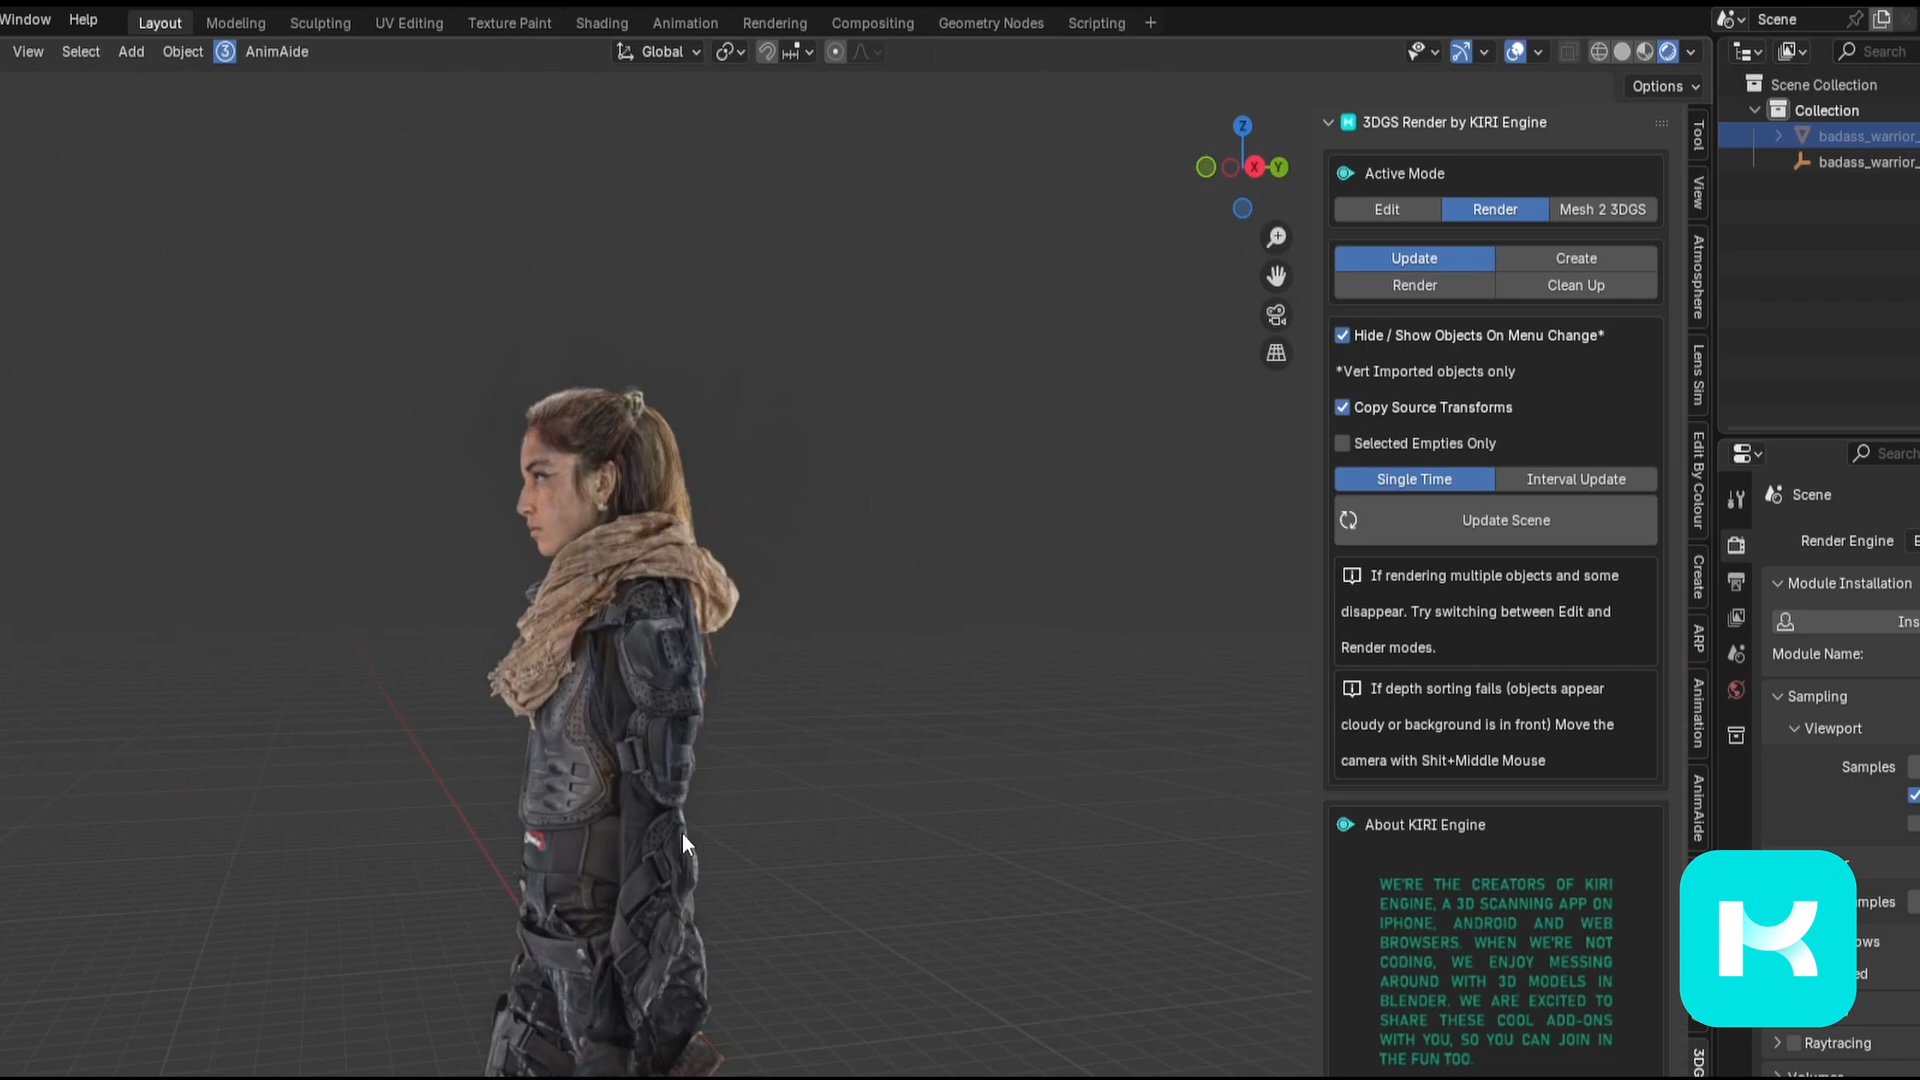 Window Help Layout Modeling Sculpting UV Editing Texture Paint Shading Animation Rendering Compositing Geometry Nodes Scripting + Scene
View Select Add Object 3 AnimAide Global Search
Options
Scene Collection
Collection
badass_warrior_
badass_warrior_
Z
X Y
3DGS Render by KIRI Engine
Active Mode
Edit Render Mesh 2 3DGS
Update Create
Render Clean Up
Hide / Show Objects On Menu Change*
*Vert Imported objects only
Copy Source Transforms
Selected Empties Only
Single Time Interval Update
Update Scene
If rendering multiple objects and some
disappear. Try switching between Edit and
Render modes.
If depth sorting fails (objects appear
cloudy or background is in front) Move the
camera with Shit+Middle Mouse
About KIRI Engine
WE'RE THE CREATORS OF KIRI
ENGINE, A 3D SCANNING APP ON
IPHONE, ANDROID AND WEB
BROWSERS. WHEN WE'RE NOT
CODING, WE ENJOY MESSING
AROUND WITH 3D MODELS IN
BLENDER. WE ARE EXCITED TO
SHARE THESE COOL ADD-ONS
WITH YOU, SO YOU CAN JOIN IN
THE FUN TOO.
Tool
View
Atmosphere
Lens Sim
Edit By Colour
Create
ARP
Animation
AnimAide
3DG
Search
Scene
Render Engine E
Module Installation
Ins
Module Name:
Sampling
Viewport
Samples
r
mples
ows
ed
Raytracing
K